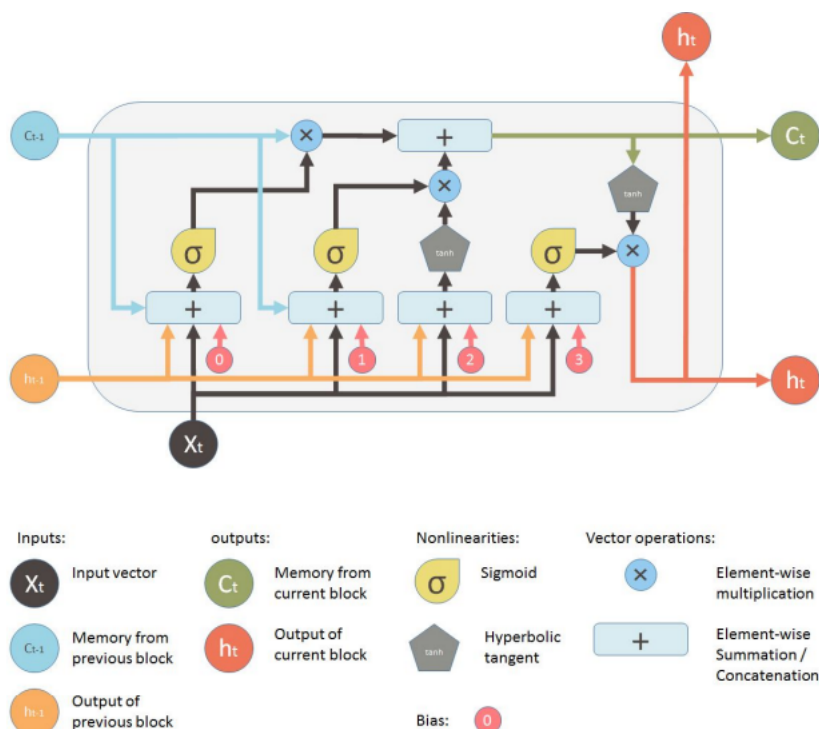 ht
Ct-1
×
+
Ct
×
tanh
σ
σ
tanh
σ
×
+
+
+
+
0
1
2
3
ht-1
ht
Xt
Inputs:
outputs:
Nonlinearities:
Vector operations:
Xt
Input vector
Ct
Memory from
current block
σ
Sigmoid
×
Element-wise
multiplication
Ct-1
Memory from
previous block
ht
Output of
current block
tanh
Hyperbolic
tangent
+
Element-wise
Summation /
Concatenation
ht-1
Output of
previous block
Bias:
0